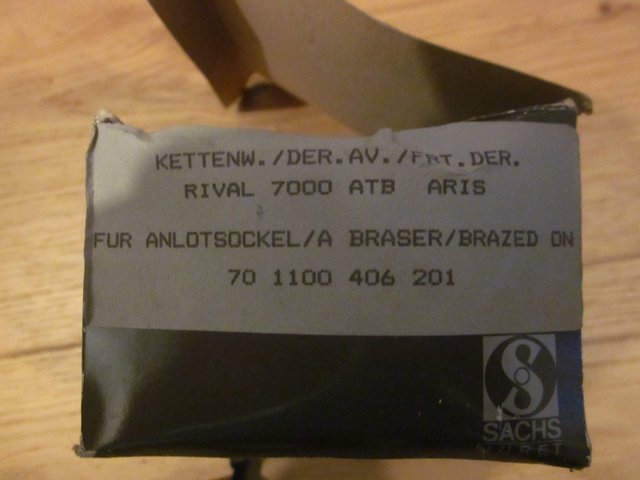 KETTENW./DER.AV./FRT.DER.
RIVAL 7000 ATB ARIS
FUR ANLOTSOCKEL/A BRASER/BRAZED ON
70 1100 406 201
S
SACHS
HURET